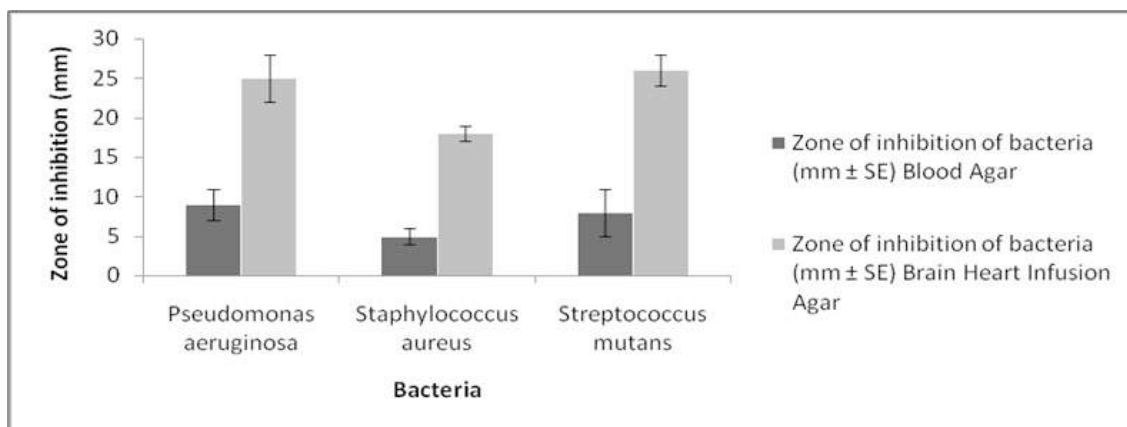 Zone of inhibition (mm)
30
25
20
15
10
5
0
Pseudomonas
aeruginosa
Staphylococcus
aureus
Streptococcus
mutans
Bacteria
Zone of inhibition of bacteria
(mm ± SE) Blood Agar
Zone of inhibition of bacteria
(mm ± SE) Brain Heart Infusion
Agar